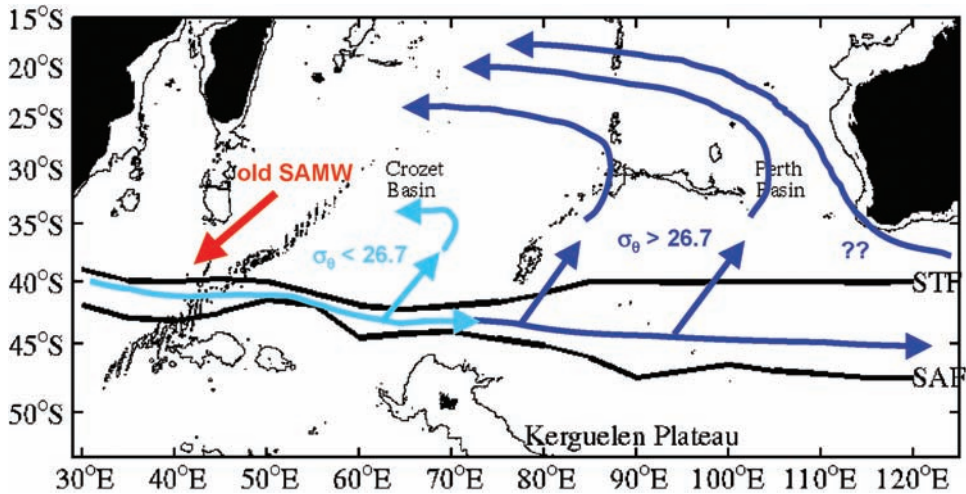 15°S
20°S
25°S
30°S
35°S
40°S
45°S
50°S
old SAMW
Crozet
Basin
Perth
Basin
σθ < 26.7
σθ > 26.7
??
STF
SAF
Kerguelen Plateau
30°E 40°E 50°E 60°E 70°E 80°E 90°E 100°E 110°E 120°E